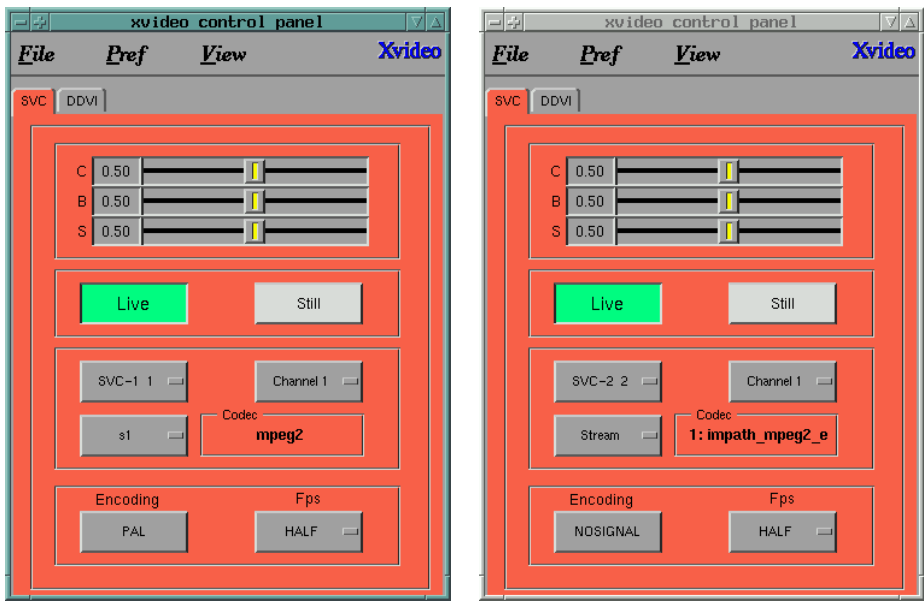 xvideo control panel
File Pref View Xvideo
SVC DDVI
C 0.50
B 0.50
S 0.50
Live Still
SVC-1 1 Channel 1
Codec
s1 mpeg2
Encoding Fps
PAL HALF
xvideo control panel
File Pref View Xvideo
SVC DDVI
C 0.50
B 0.50
S 0.50
Live Still
SVC-2 2 Channel 1
Codec
Stream 1: impath_mpeg2_e
Encoding Fps
NOSIGNAL HALF